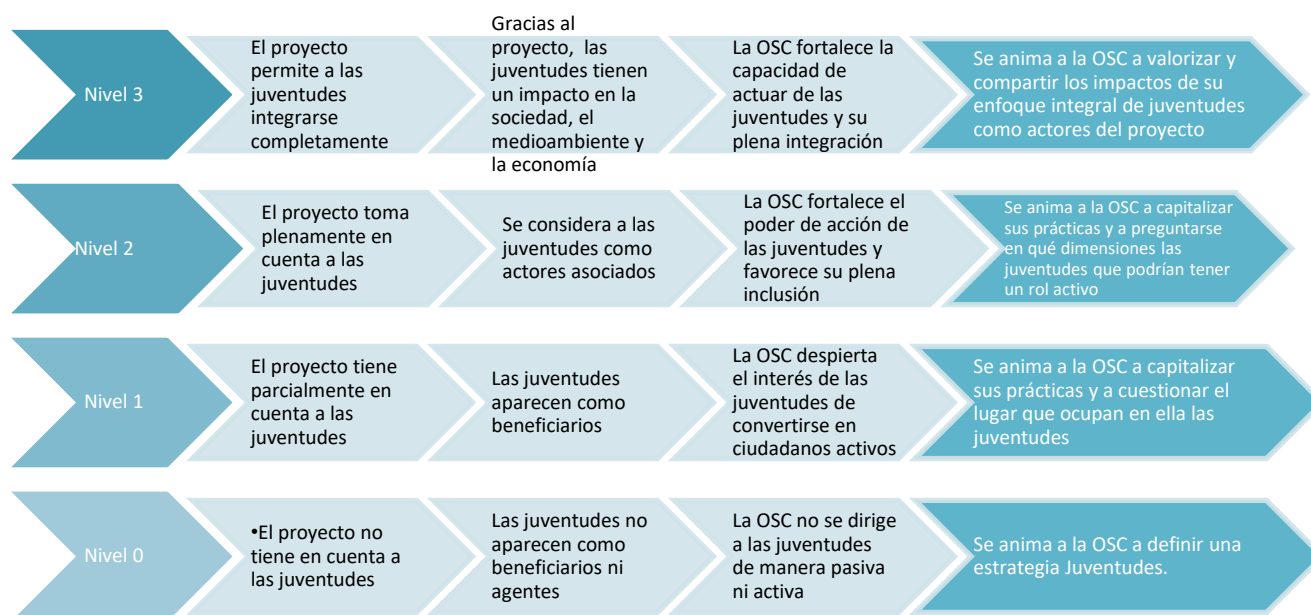 Nivel 3
El proyecto
permite a las
juventudes
integrarse
completamente
Gracias al
proyecto, las
juventudes tienen
un impacto en la
sociedad, el
medioambiente y
la economía
La OSC fortalece la
capacidad de
actuar de las
juventudes y su
plena integración
Se anima a la OSC a valorizar y
compartir los impactos de su
enfoque integral de juventudes
como actores del proyecto
Nivel 2
El proyecto toma
plenamente en
cuenta a las
juventudes
Se considera a las
juventudes como
actores asociados
La OSC fortalece el
poder de acción de
las juventudes y
favorece su plena
inclusión
Se anima a la OSC a capitalizar
sus prácticas y a preguntarse
en qué dimensiones las
juventudes que podrían tener
un rol activo
Nivel 1
El proyecto tiene
parcialmente en
cuenta a las
juventudes
Las juventudes
aparecen como
beneficiarios
La OSC despierta
el interés de las
juventudes de
convertirse en
ciudadanos activos
Se anima a la OSC a capitalizar
sus prácticas y a cuestionar el
lugar que ocupan en ella las
juventudes
Nivel 0
•El proyecto no
tiene en cuenta a
las juventudes
Las juventudes no
aparecen como
beneficiarios ni
agentes
La OSC no se dirige
a las juventudes
de manera pasiva
ni activa
Se anima a la OSC a definir una
estrategia Juventudes.